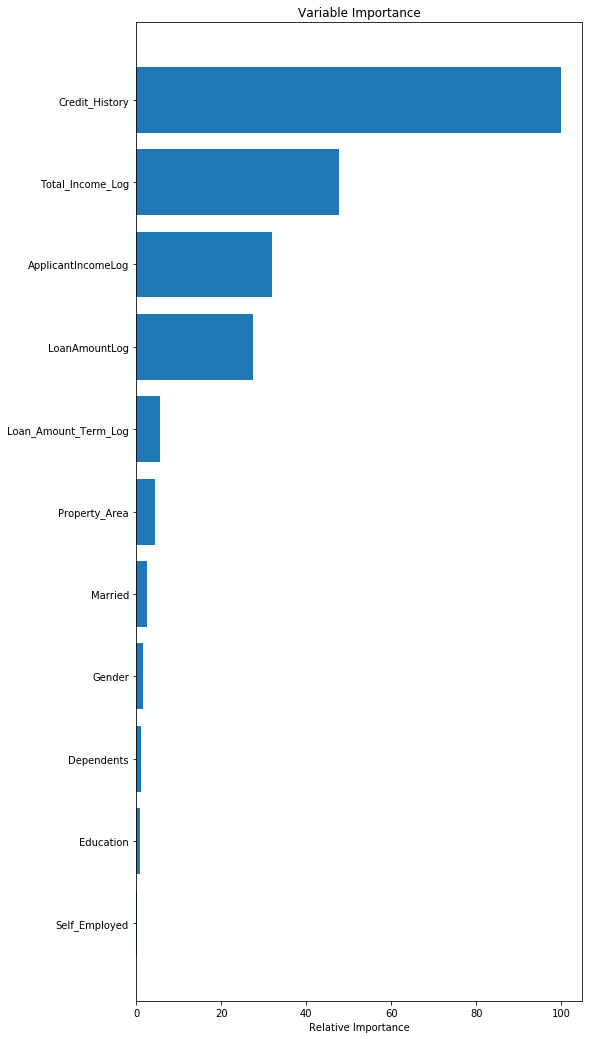 Variable Importance
Credit_History
Total_Income_Log
ApplicantIncomeLog
LoanAmountLog
Loan_Amount_Term_Log
Property_Area
Married
Gender
Dependents
Education
Self_Employed
0 20 40 60 80 100
Relative Importance